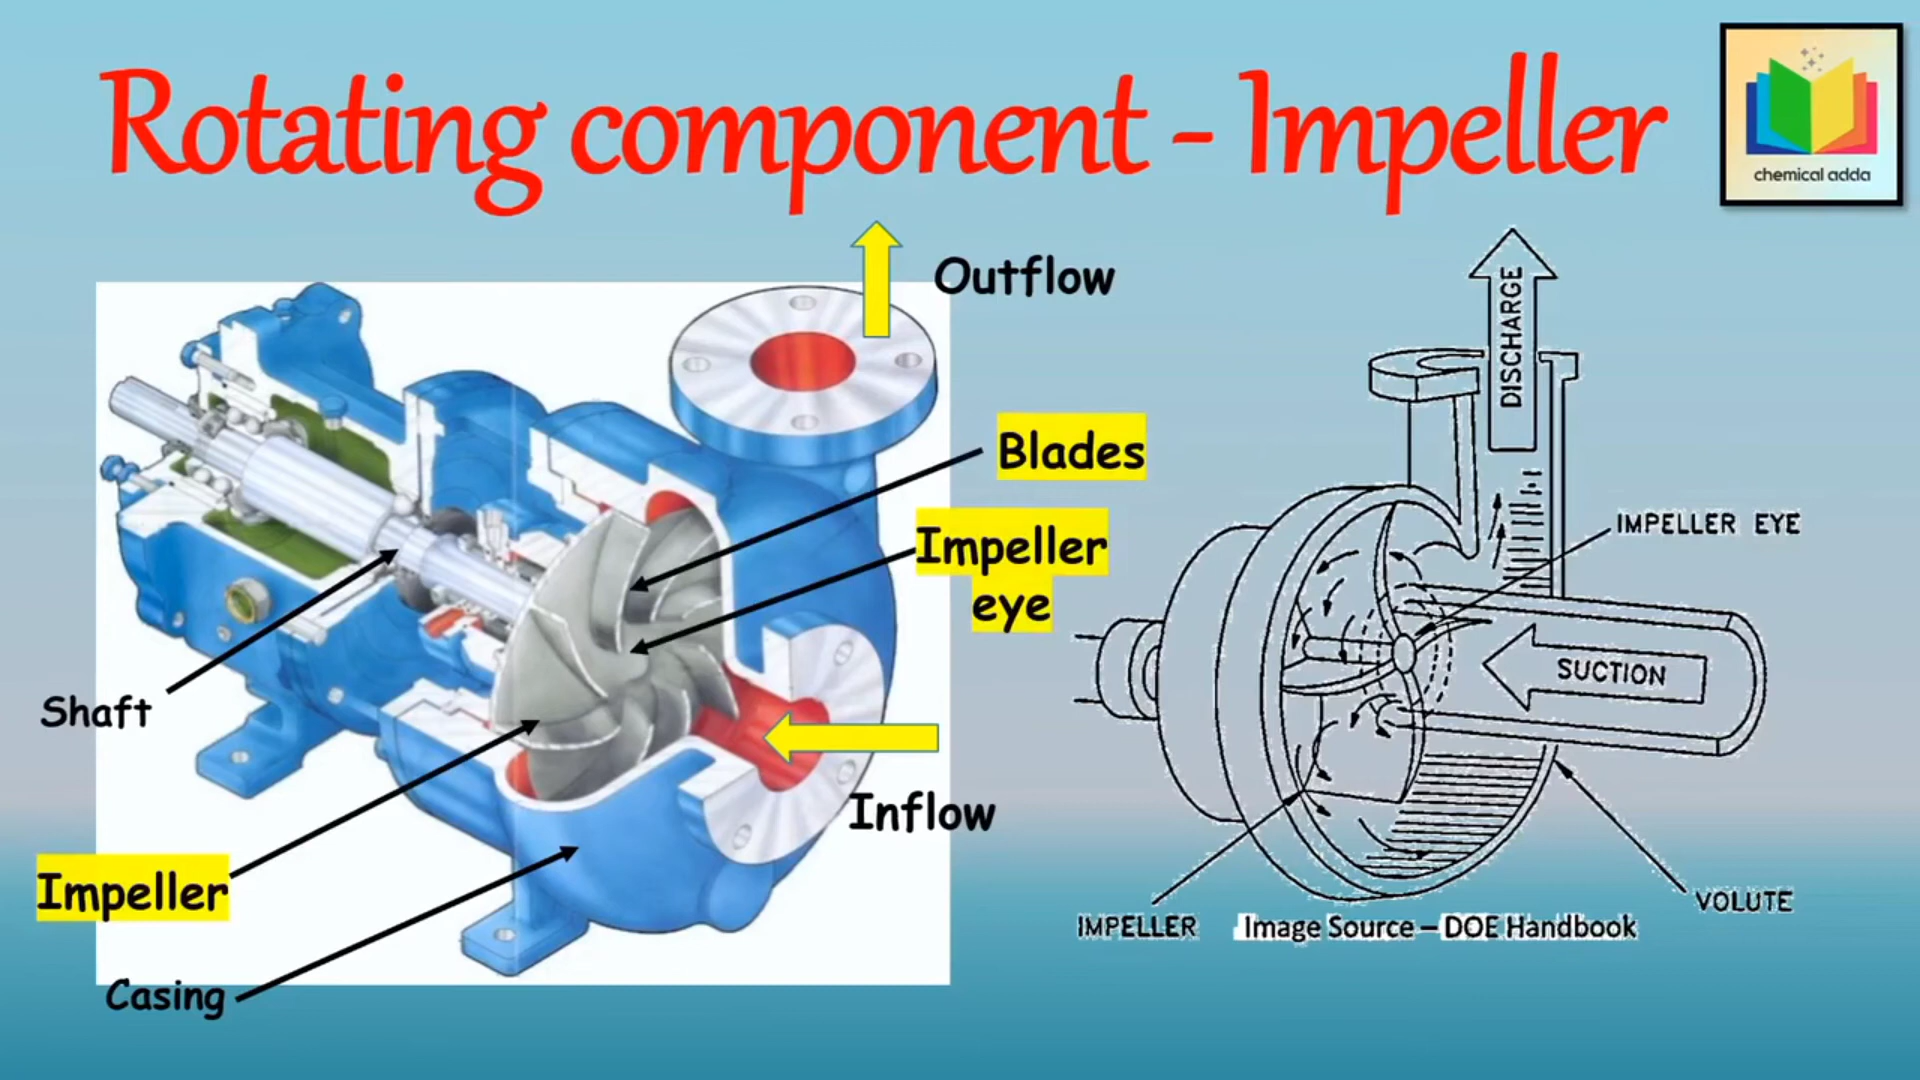 Rotating component - Impeller
chemical adda
Outflow
DISCHARGE
Blades
Impeller
eye
IMPELLER EYE
SUCTION
Shaft
Inflow
Impeller
VOLUTE
IMPELLER
Image Source – DOE Handbook
Casing